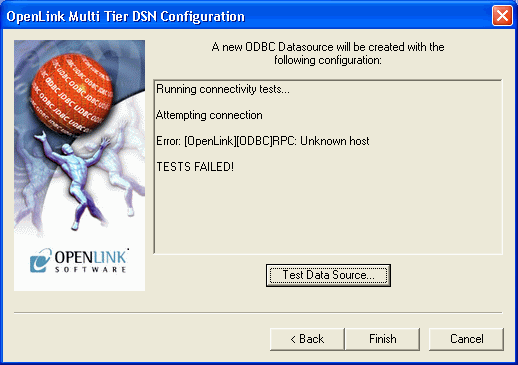 OpenLink Multi Tier DSN Configuration
A new ODBC Datasource will be created with the
following configuration:
Running connectivity tests...
Attempting connection
Error: [OpenLink][ODBC]RPC: Unknown host
TESTS FAILED!
OPENLINK
SOFTWARE
Test Data Source...
< Back
Finish
Cancel